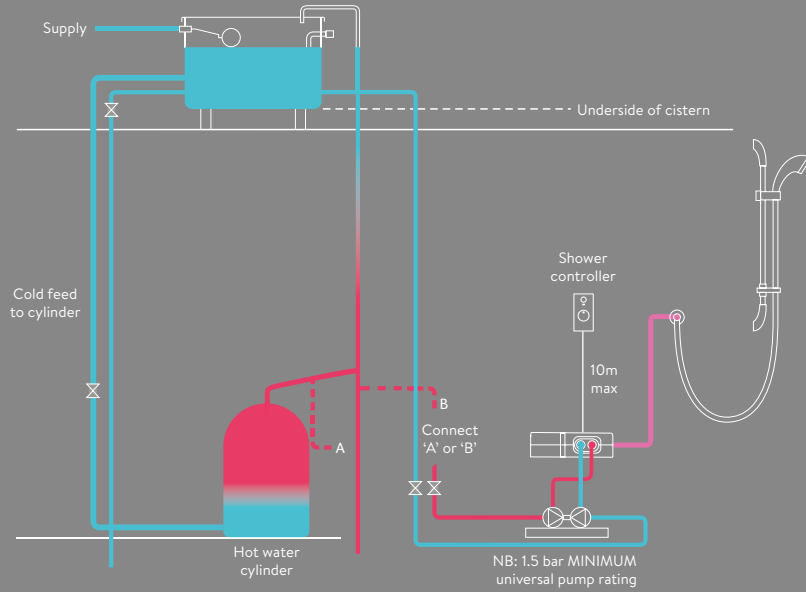 Supply
Underside of cistern
Shower
controller
Cold feed
to cylinder
10m
max
B
Connect
‘A’ or ‘B’
A
Hot water
cylinder
NB: 1.5 bar MINIMUM
universal pump rating